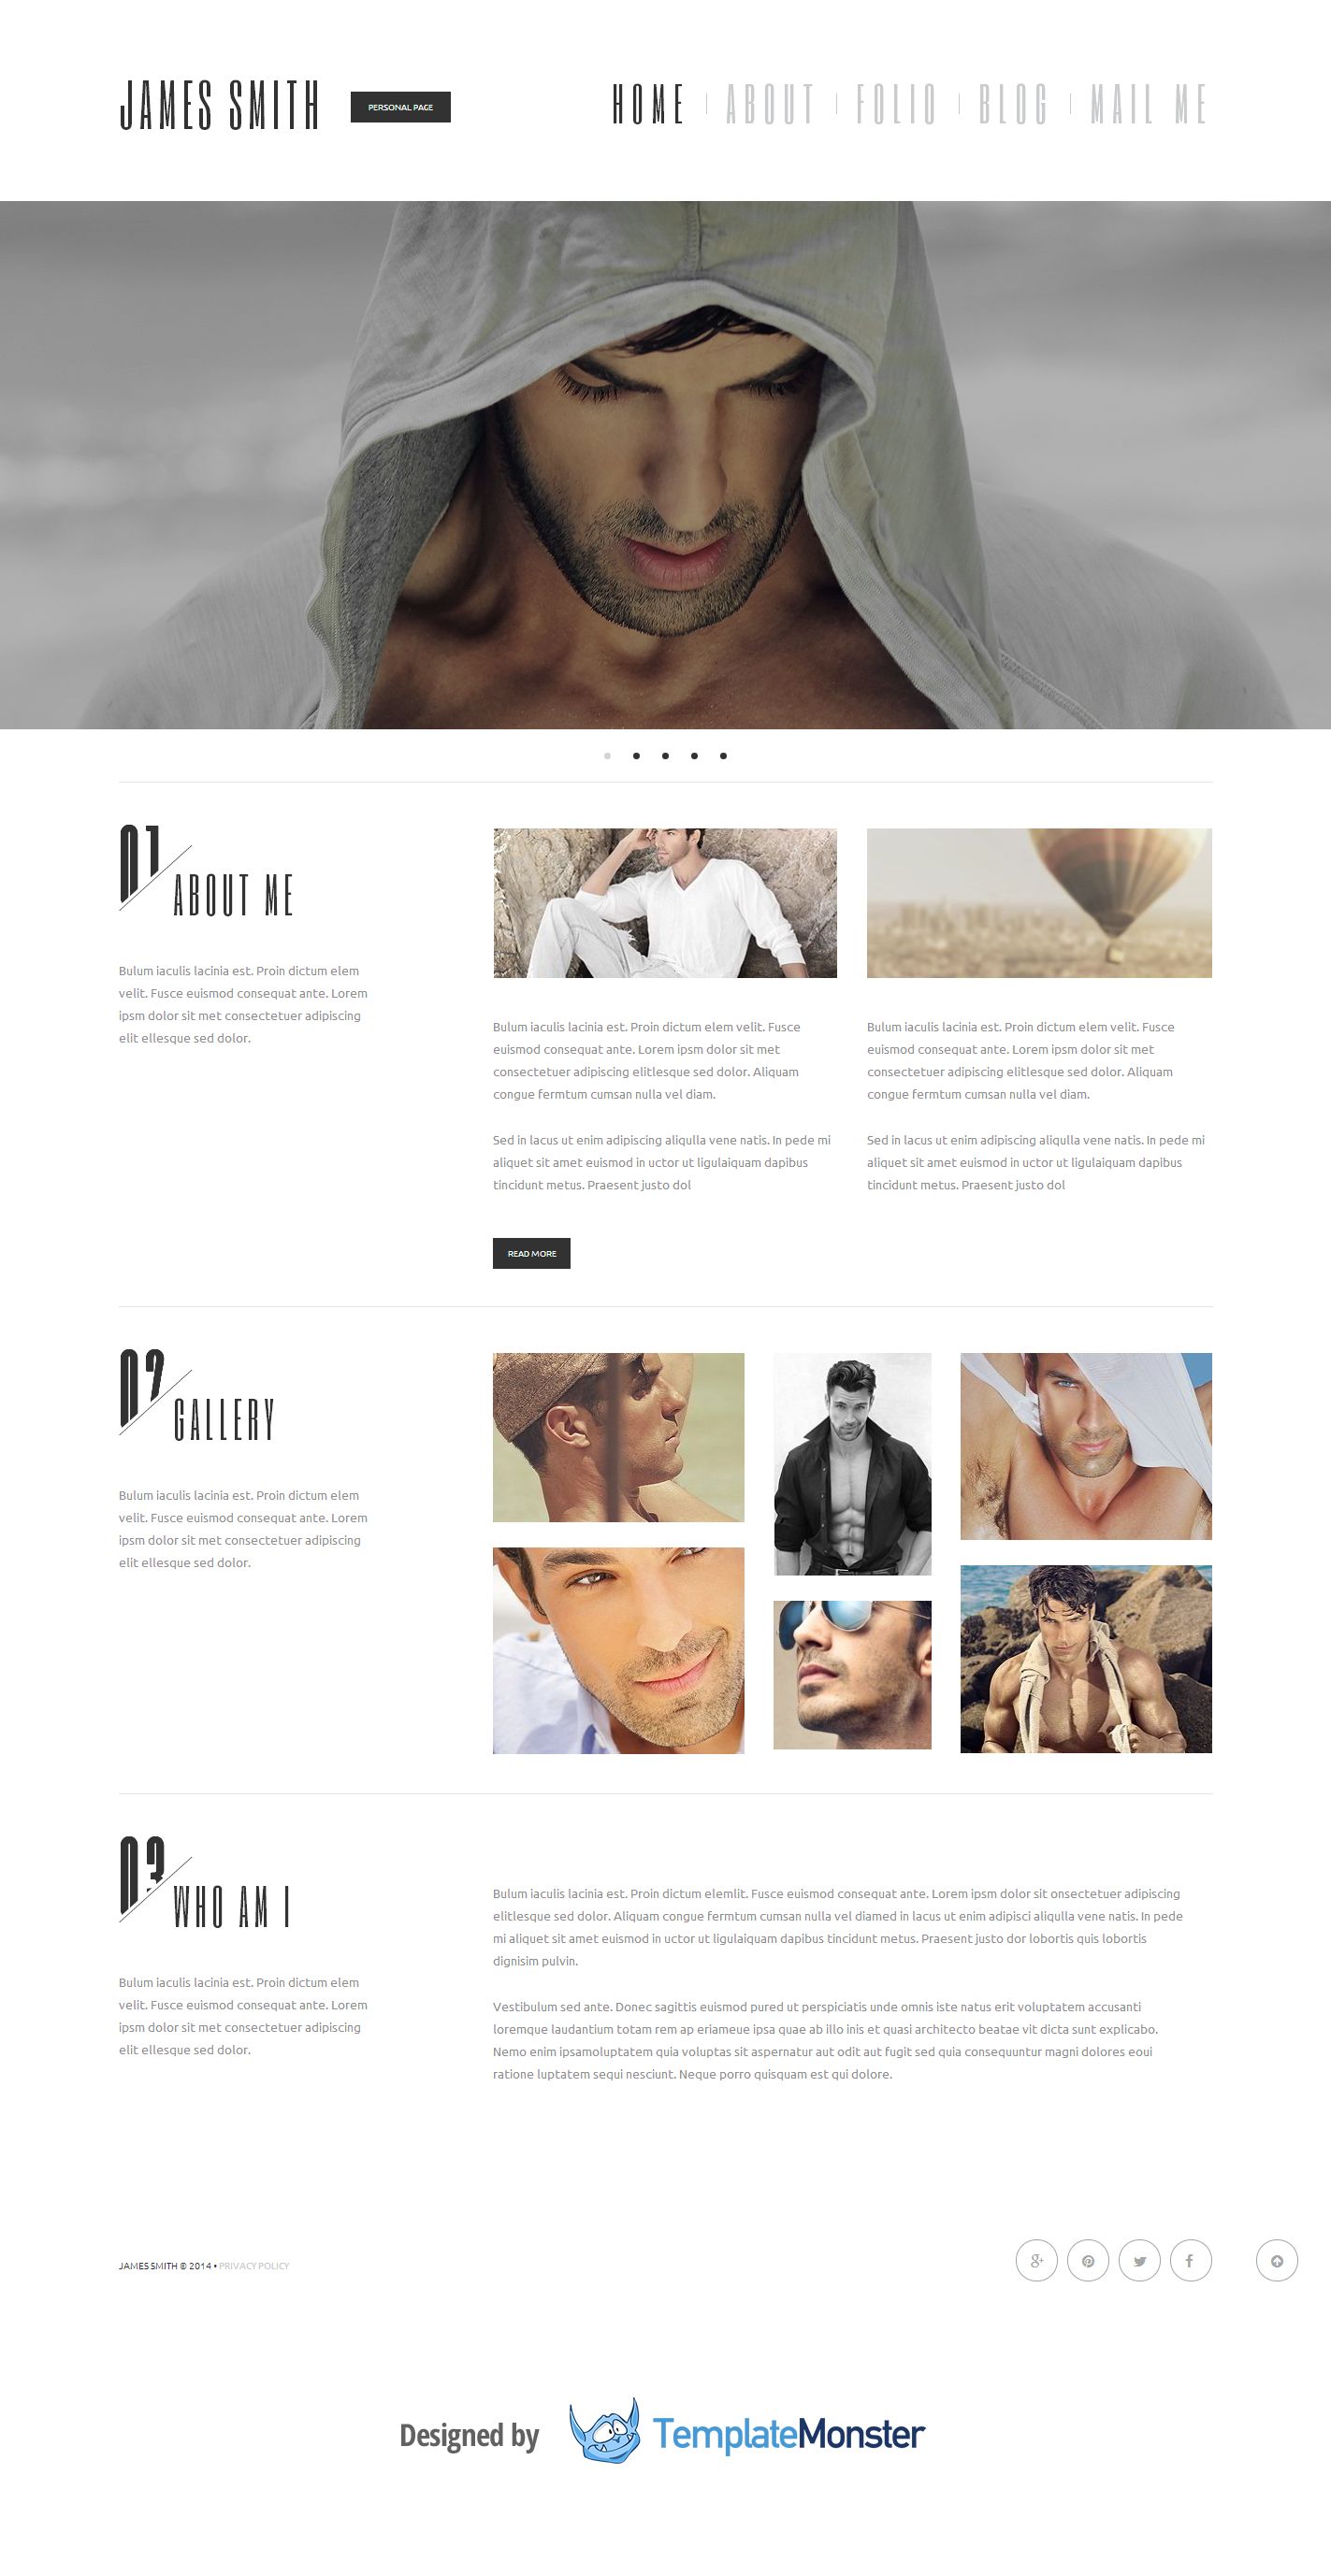 JAMES SMITH
PERSONAL PAGE
HOME
ABOUT
FOLIO
BLOG
MAIL ME
01
ABOUT ME
Bulum iaculis lacinia est. Proin dictum elem
velit. Fusce euismod consequat ante. Lorem
ipsm dolor sit met consectetuer adipiscing
elit ellesque sed dolor.
Bulum iaculis lacinia est. Proin dictum elem velit. Fusce
euismod consequat ante. Lorem ipsm dolor sit met
consectetuer adipiscing elitlesque sed dolor. Aliquam
congue fermtum cumsan nulla vel diam.
Sed in lacus ut enim adipiscing aliqulla vene natis. In pede mi
aliquet sit amet euismod in uctor ut ligulaiquam dapibus
tincidunt metus. Praesent justo dol
READ MORE
Bulum iaculis lacinia est. Proin dictum elem velit. Fusce
euismod consequat ante. Lorem ipsm dolor sit met
consectetuer adipiscing elitlesque sed dolor. Aliquam
congue fermtum cumsan nulla vel diam.
Sed in lacus ut enim adipiscing aliqulla vene natis. In pede mi
aliquet sit amet euismod in uctor ut ligulaiquam dapibus
tincidunt metus. Praesent justo dol
02
GALLERY
Bulum iaculis lacinia est. Proin dictum elem
velit. Fusce euismod consequat ante. Lorem
ipsm dolor sit met consectetuer adipiscing
elit ellesque sed dolor.
03
WHO AM I
Bulum iaculis lacinia est. Proin dictum elem
velit. Fusce euismod consequat ante. Lorem
ipsm dolor sit met consectetuer adipiscing
elit ellesque sed dolor.
Bulum iaculis lacinia est. Proin dictum elemlit. Fusce euismod consequat ante. Lorem ipsm dolor sit onsectetuer adipiscing
elitlesque sed dolor. Aliquam congue fermtum cumsan nulla vel diamed in lacus ut enim adipisci aliqulla vene natis. In pede
mi aliquet sit amet euismod in uctor ut ligulaiquam dapibus tincidunt metus. Praesent justo dor lobortis quis lobortis
dignisim pulvin.
Vestibulum sed ante. Donec sagittis euismod pured ut perspiciatis unde omnis iste natus erit voluptatem accusanti
loremque laudantium totam rem ap eriameue ipsa quae ab illo inis et quasi architecto beatae vit dicta sunt explicabo.
Nemo enim ipsamoluptatem quia voluptas sit aspernatur aut odit aut fugit sed quia consequuntur magni dolores eoui
ratione luptatem sequi nesciunt. Neque porro quisquam est qui dolore.
JAMES SMITH © 2014 • PRIVACY POLICY
Designed by TemplateMonster